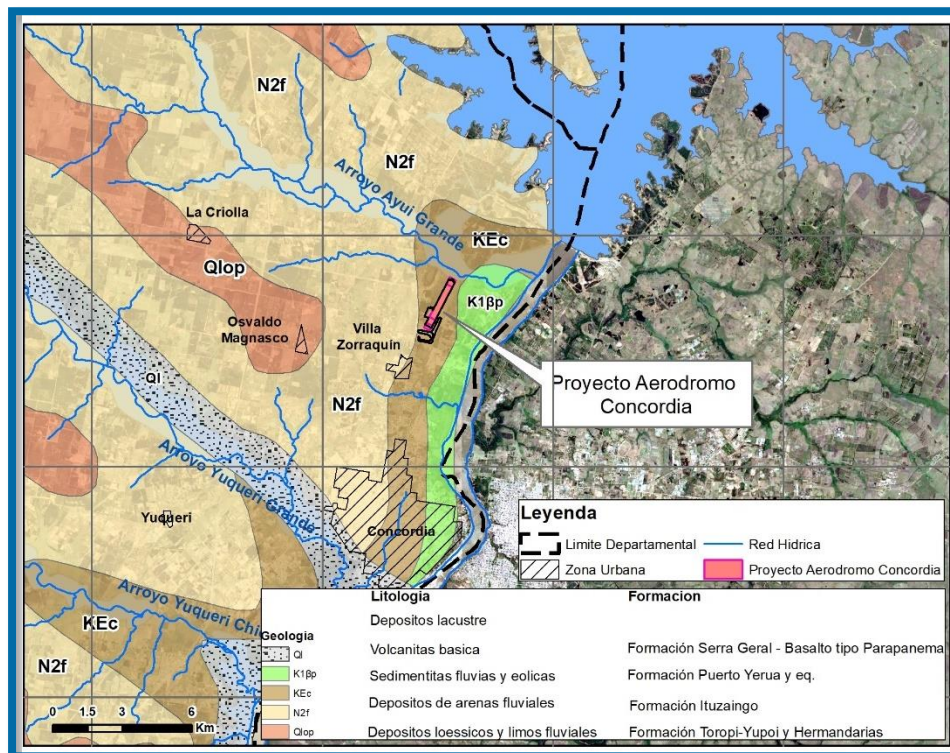 N2f
N2f
N2f
Arroyo Ayui Grande
La Criolla
KEc
Qlop
K1βp
Osvaldo
Magnasco
Villa
Zorraquin
Proyecto Aerodromo
Concordia
Ql
N2f
Arroyo Yuqueri Grande
Yuqueri
Concordia
Arroyo Yuqueri Chi
KEc
N2f
Leyenda
Limite Departamental
Red Hidrica
Zona Urbana
Proyecto Aerodromo Concordia
Litologia Formacion
Depositos lacustre
Geologia
Ql Volcanitas basica Formación Serra Geral - Basalto tipo Parapanema
K1βp Sedimentitas fluvias y eolicas Formación Puerto Yerua y eq.
KEc Depositos de arenas fluviales Formación Ituzaingo
N2f
Qlop Depositos loessicos y limos fluviales Formación Toropi-Yupoi y Hermandarias
0 1.5 3 6
Km